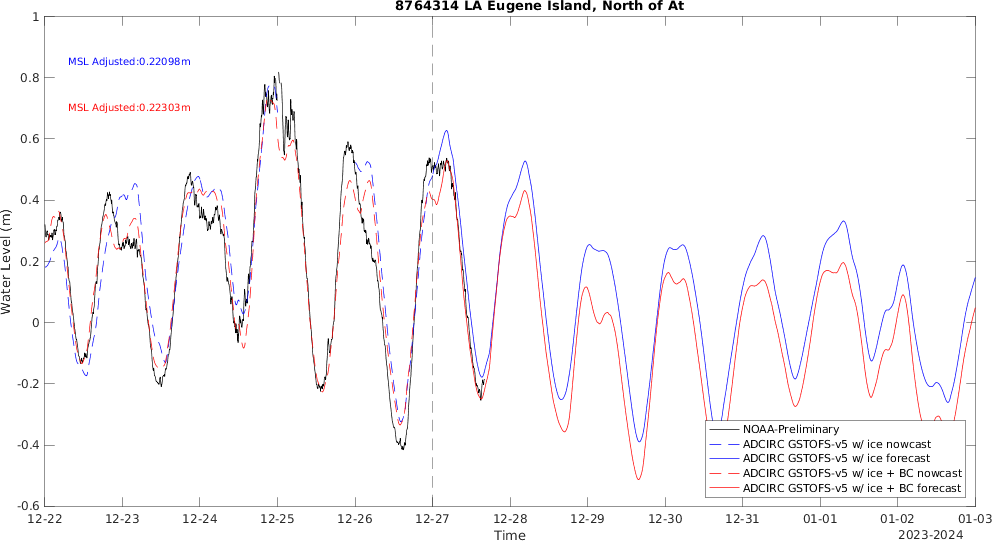 8764314 LA Eugene Island, North of At
MSL Adjusted:0.22098m
MSL Adjusted:0.22303m
Water Level (m)
1
0.8
0.6
0.4
0.2
0
-0.2
-0.4
-0.6
NOAA-Preliminary
ADCIRC GSTOFS-v5 w/ ice nowcast
ADCIRC GSTOFS-v5 w/ ice forecast
ADCIRC GSTOFS-v5 w/ ice + BC nowcast
ADCIRC GSTOFS-v5 w/ ice + BC forecast
12-22 12-23 12-24 12-25 12-26 12-27 12-28 12-29 12-30 12-31 01-01 01-02 01-03
Time
2023-2024